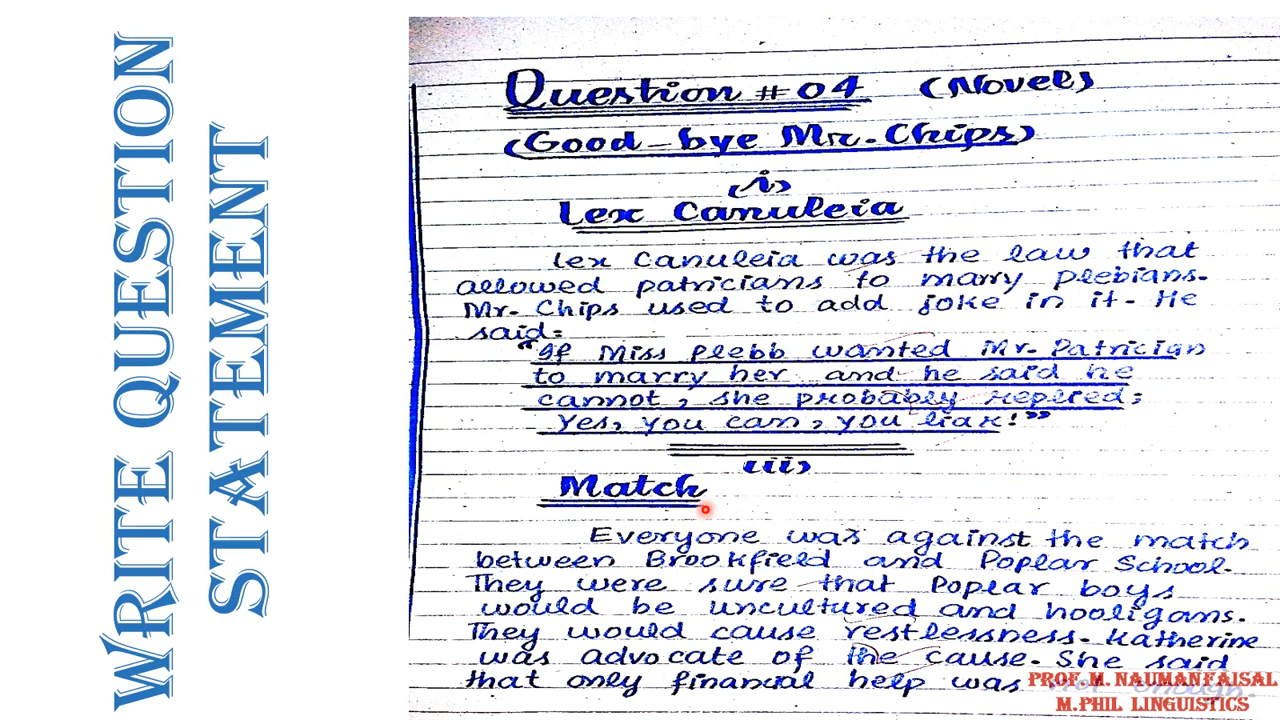 WRITE QUESTION
STATEMENT
Question # 04 (Novel)
(Good-bye Mr. Chips)
(i)
Lex Canuleia
Lex Canuleia was the law that
allowed patricians to marry plebians.
Mr. Chips used to add joke in it. He
said:
"If Miss Plebb wanted Mr. Patrician
to marry her and he said he
cannot, she probably replied:
Yes, you can, you liar!"
(ii)
Match
Everyone was against the match
between Brookfield and Poplar School.
They were sure that Poplar boys
would be uncultured and hooligans.
They would cause restlessness. Katherine
was advocate of the cause. She said
that only financial help was not enough.
PROF. M. NAUMAN FAISAL
M.PHIL LINGUISTICS